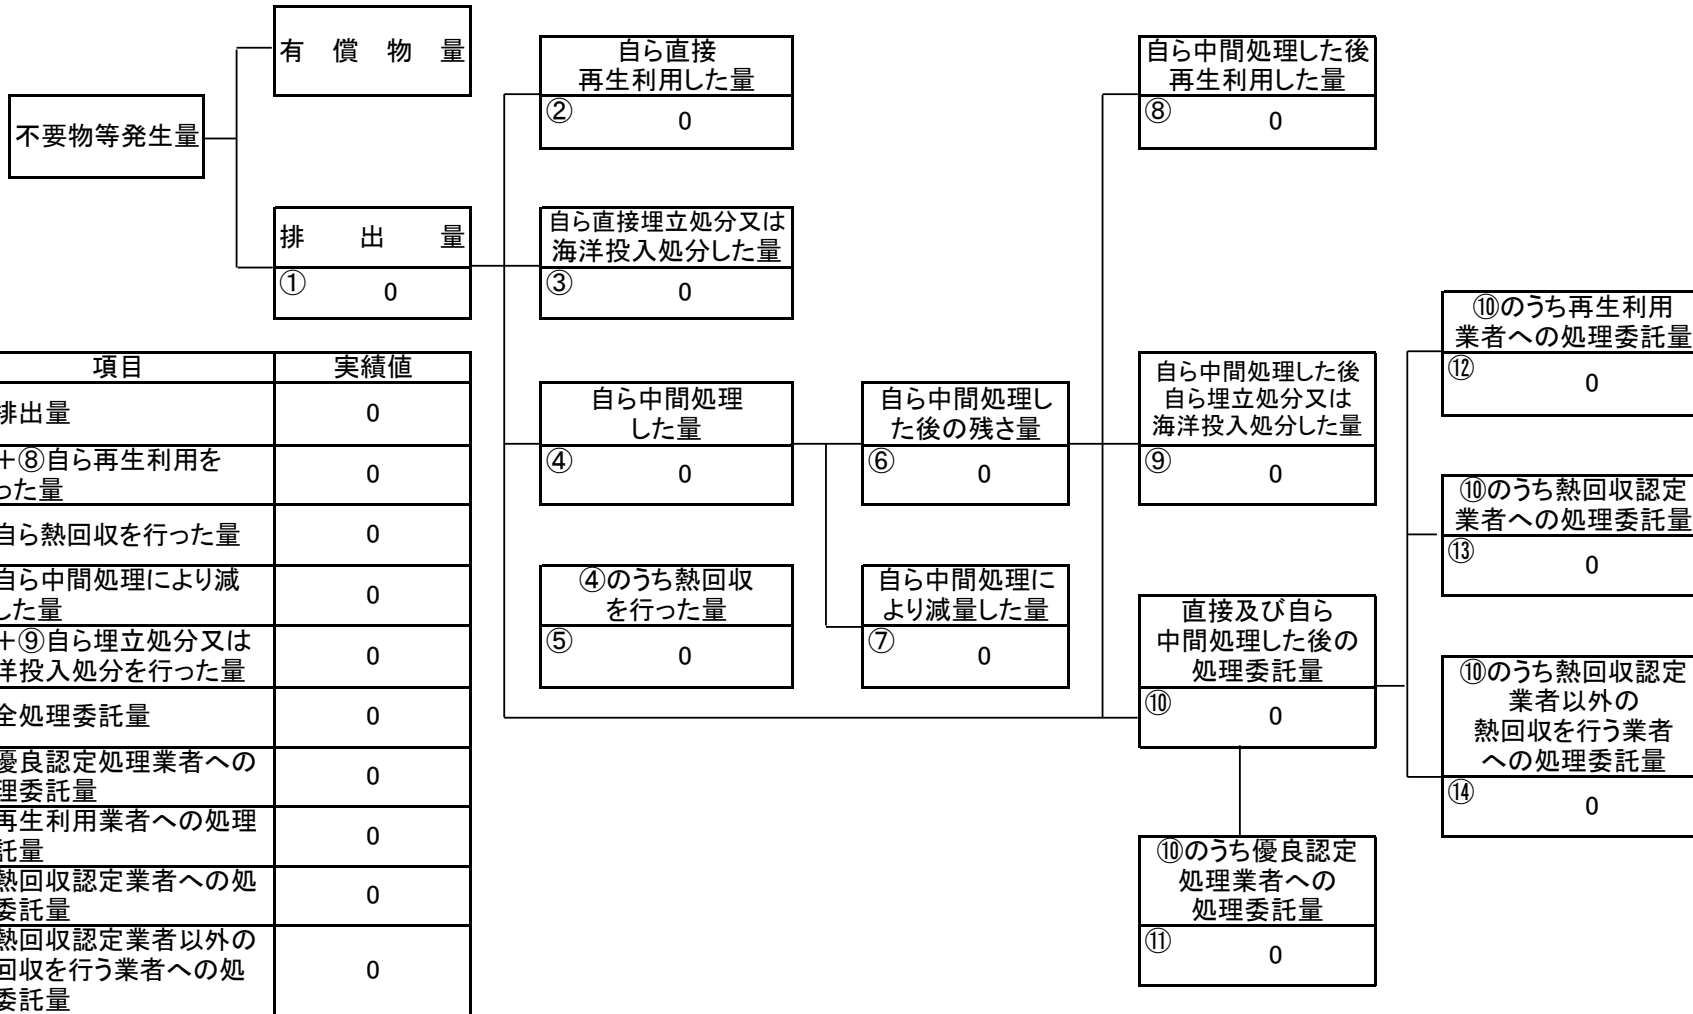 有 償 物 量
不要物等発生量
排 出 量
① 0
自ら直接
再生利用した量
② 0
自ら直接埋立処分又は
海洋投入処分した量
③ 0
自ら中間処理
した量
④ 0
④のうち熱回収
を行った量
⑤ 0
自ら中間処理し
た後の残さ量
⑥ 0
自ら中間処理に
より減量した量
⑦ 0
自ら中間処理した後
再生利用した量
⑧ 0
自ら中間処理した後
自ら埋立処分又は
海洋投入処分した量
⑨ 0
直接及び自ら
中間処理した後の
処理委託量
⑩ 0
⑩のうち優良認定
処理業者への
処理委託量
⑪ 0
⑩のうち再生利用
業者への処理委託量
⑫ 0
⑩のうち熱回収認定
業者への処理委託量
⑬ 0
⑩のうち熱回収認定
業者以外の
熱回収を行う業者
への処理委託量
⑭ 0
項目 実績値
排出量 0
+⑧自ら再生利用を
った量 0
自ら熱回収を行った量 0
自ら中間処理により減
した量 0
+⑨自ら埋立処分又は
洋投入処分を行った量 0
全処理委託量 0
優良認定処理業者への
理委託量 0
再生利用業者への処理
託量 0
熱回収認定業者への処
委託量 0
熱回収認定業者以外の
回収を行う業者への処
委託量 0